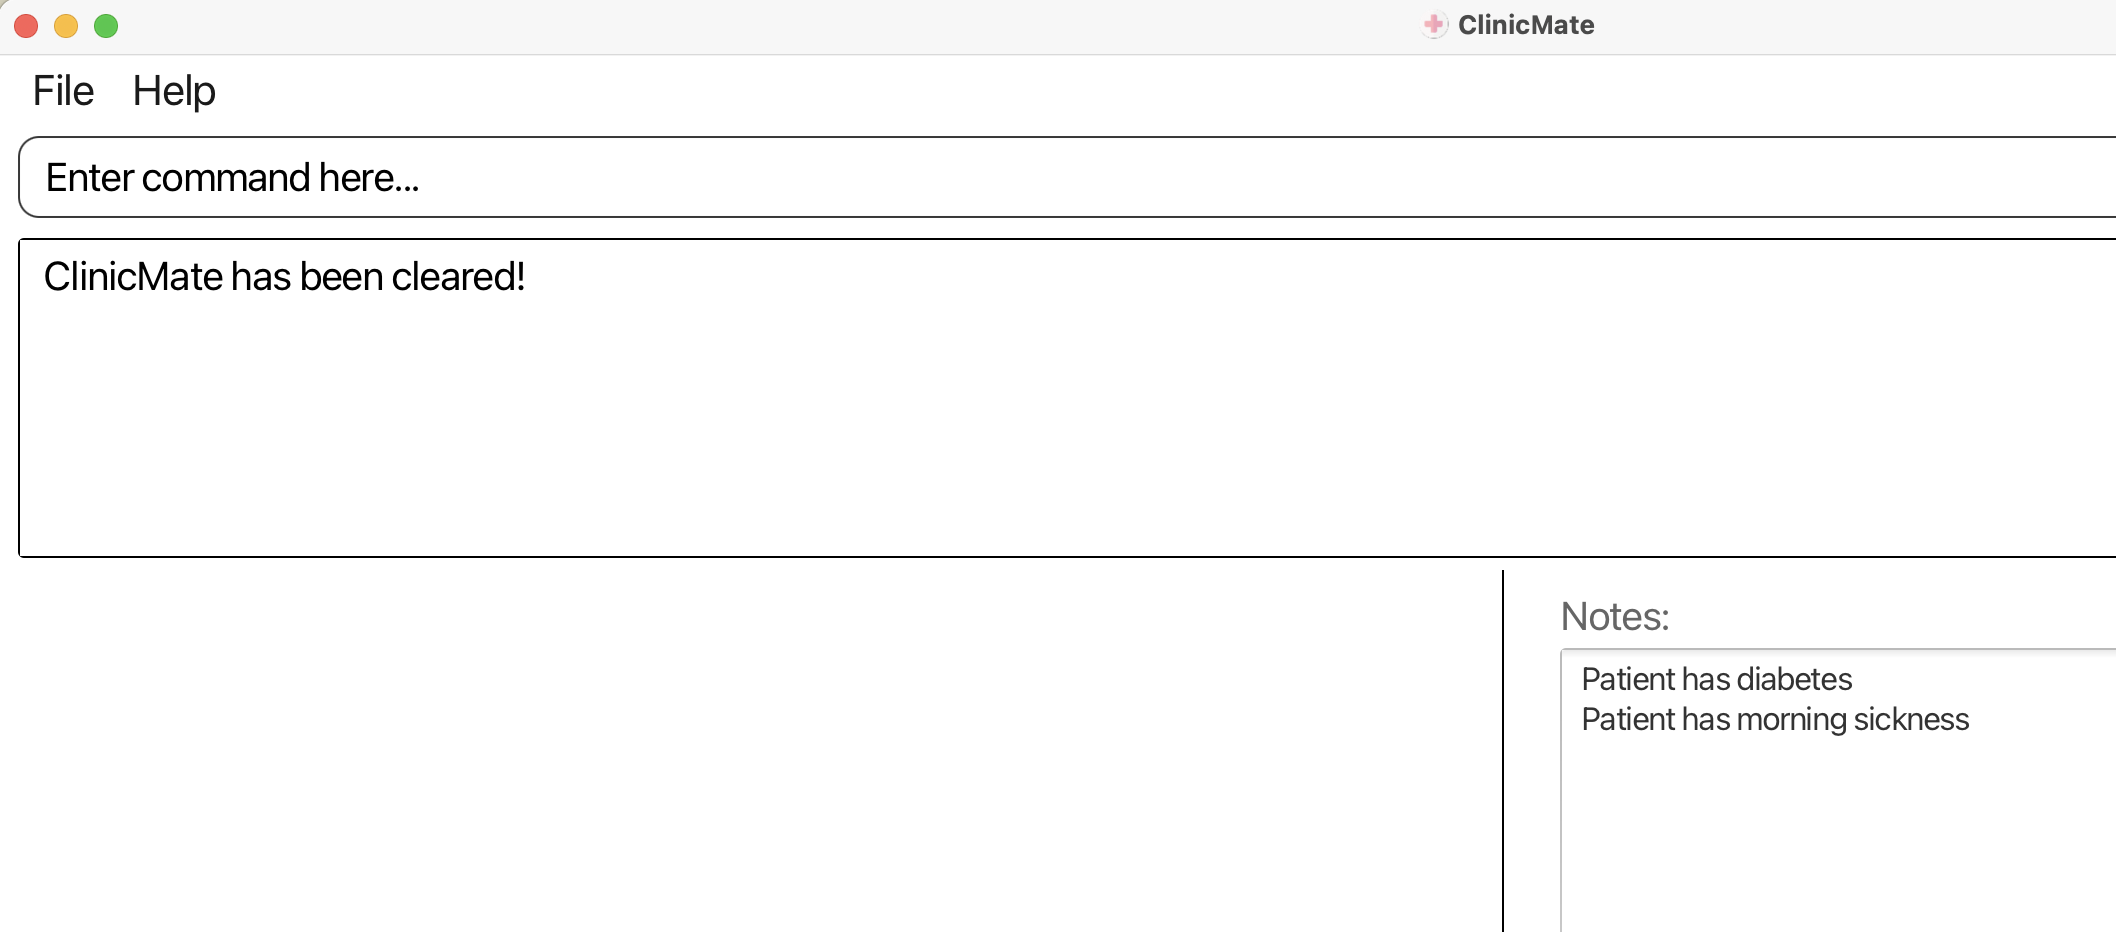 ClinicMate
File Help
Enter command here...
ClinicMate has been cleared!
Notes:
Patient has diabetes
Patient has morning sickness